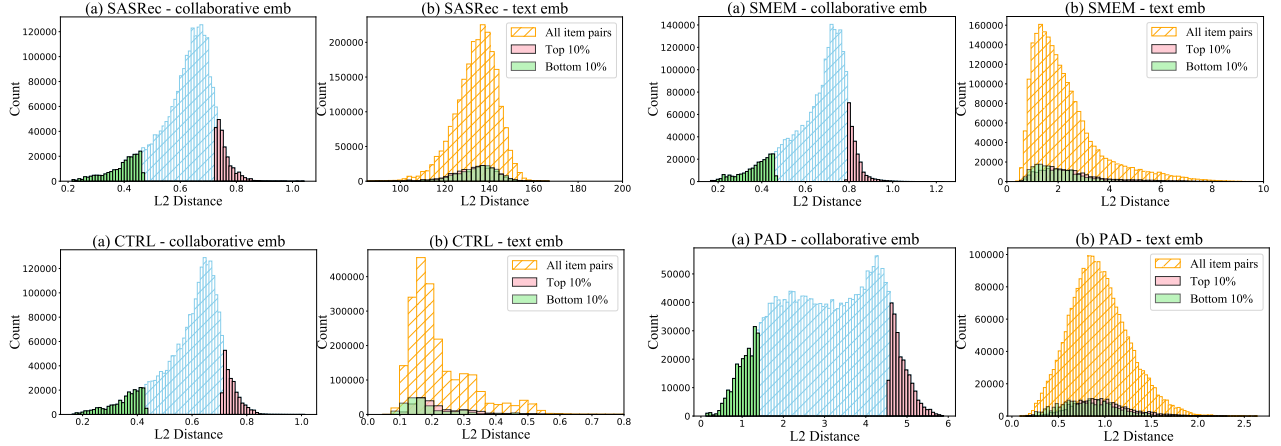 (a) SASRec - collaborative emb
Count
120000
100000
80000
60000
40000
20000
0
0.2 0.4 0.6 0.8 1.0
L2 Distance
(b) SASRec - text emb
Count
200000
150000
100000
50000
0
100 120 140 160 180 200
L2 Distance
All item pairs
Top 10%
Bottom 10%
(a) SMEM - collaborative emb
Count
140000
120000
100000
80000
60000
40000
20000
0
0.2 0.4 0.6 0.8 1.0 1.2
L2 Distance
(b) SMEM - text emb
Count
160000
140000
120000
100000
80000
60000
40000
20000
0
0 2 4 6 8 10
L2 Distance
All item pairs
Top 10%
Bottom 10%
(a) CTRL - collaborative emb
Count
120000
100000
80000
60000
40000
20000
0
0.2 0.4 0.6 0.8 1.0
L2 Distance
(b) CTRL - text emb
Count
400000
300000
200000
100000
0
0.0 0.1 0.2 0.3 0.4 0.5 0.6 0.7 0.8
L2 Distance
All item pairs
Top 10%
Bottom 10%
(a) PAD - collaborative emb
Count
50000
40000
30000
20000
10000
0
0 1 2 3 4 5 6
L2 Distance
(b) PAD - text emb
Count
100000
80000
60000
40000
20000
0
0.0 0.5 1.0 1.5 2.0 2.5
L2 Distance
All item pairs
Top 10%
Bottom 10%